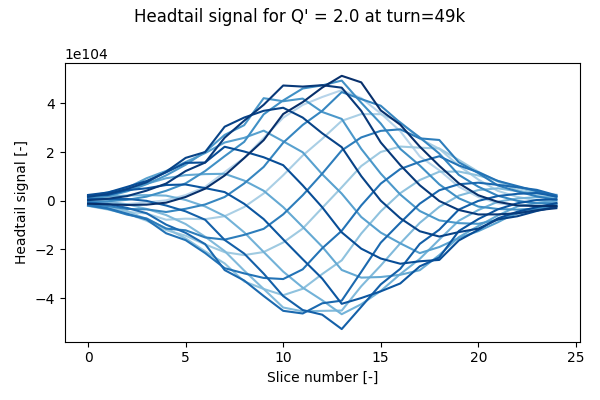 Headtail signal for Q' = 2.0 at turn=49k
1e104
4
2
0
−2
−4
Headtail signal [-]
0 5 10 15 20 25
Slice number [-]